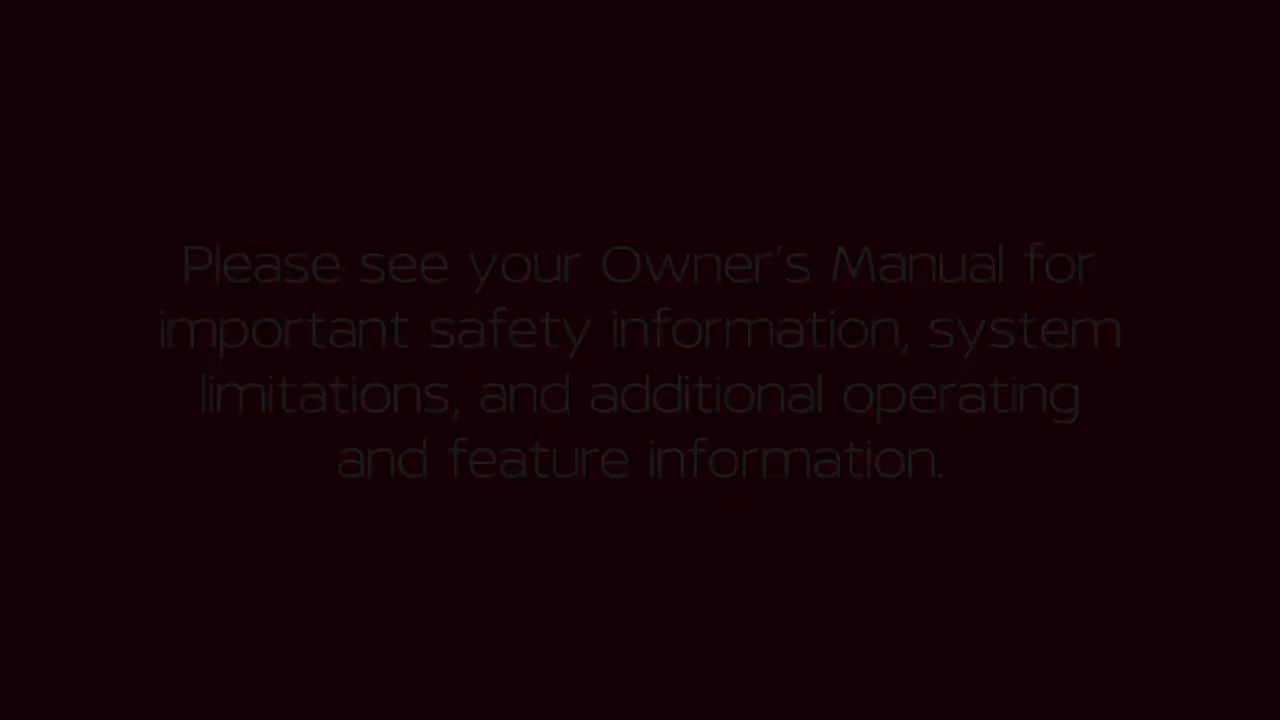 Please see your Owner’s Manual for
important safety information, system
limitations, and additional operating
and feature information.